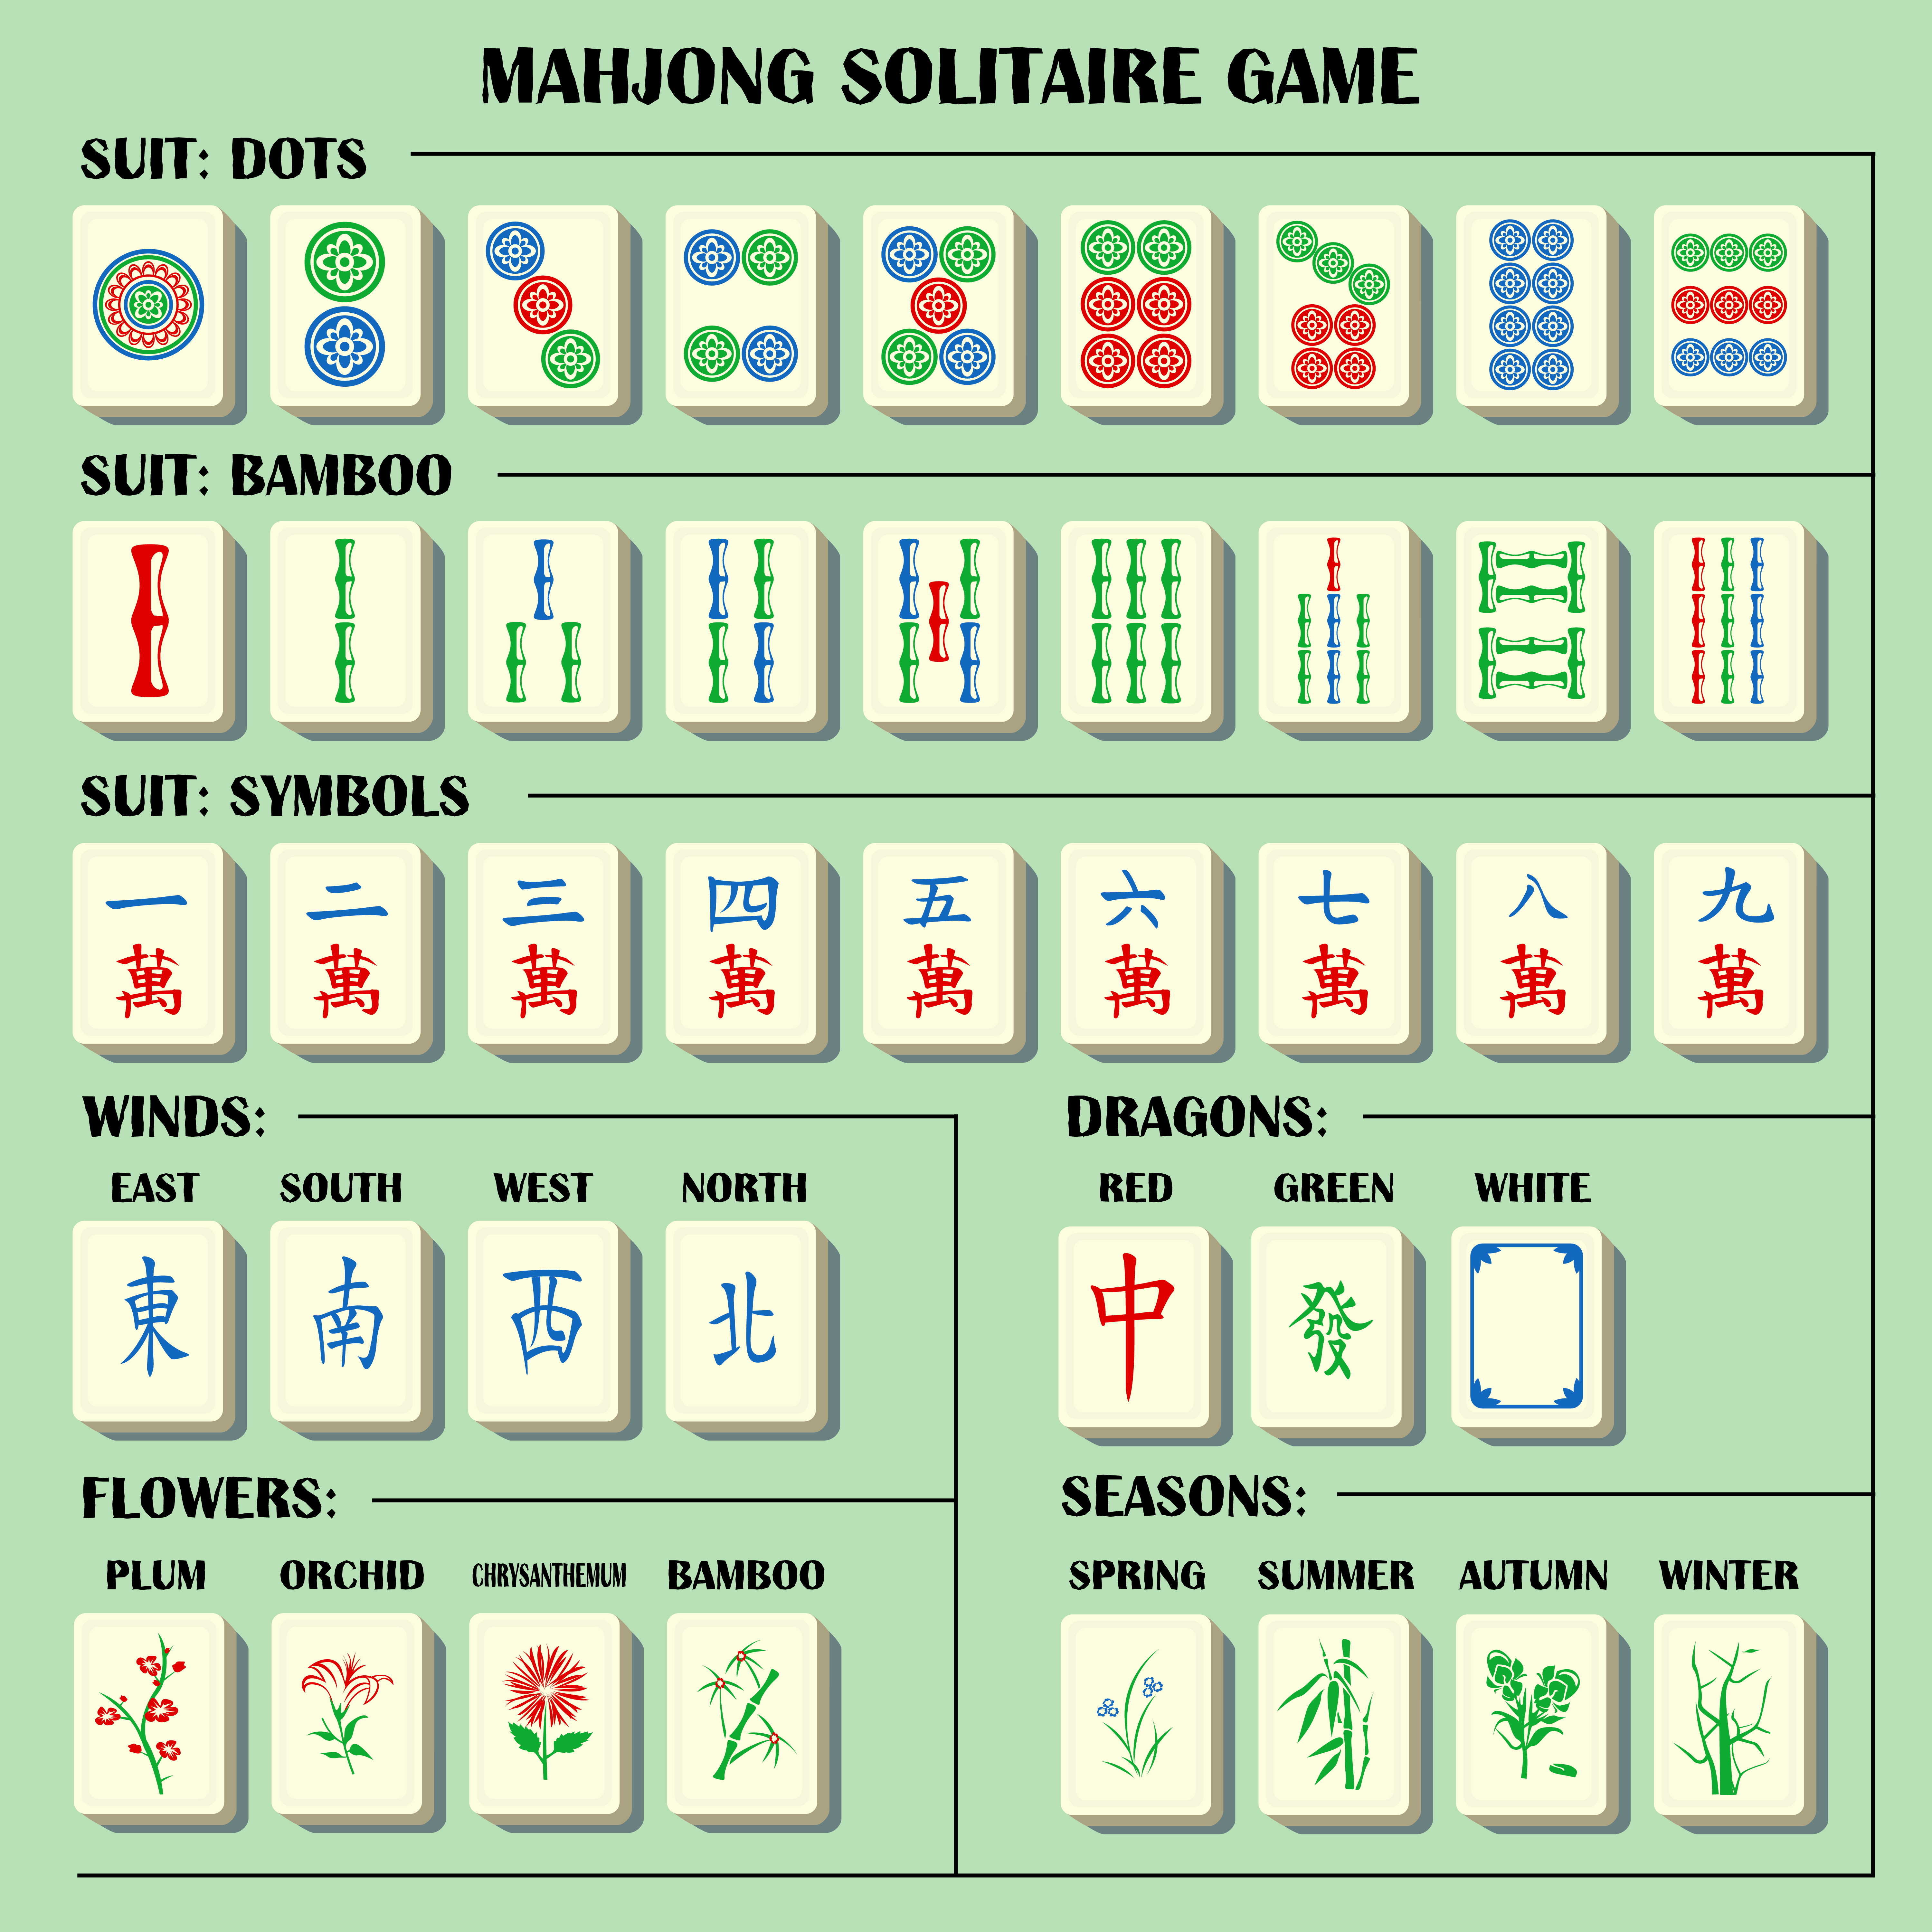 MAHJONG SOLITAIRE GAME
SUIT: DOTS
SUIT: BAMBOO
SUIT: SYMBOLS
一 二 三 四 五 六 七 八 九
萬 萬 萬 萬 萬 萬 萬 萬 萬
WINDS:
EAST SOUTH WEST NORTH
東 南 西 北
DRAGONS:
RED GREEN WHITE
中 發
FLOWERS:
PLUM ORCHID CHRYSANTHEMUM BAMBOO
SEASONS:
SPRING SUMMER AUTUMN WINTER